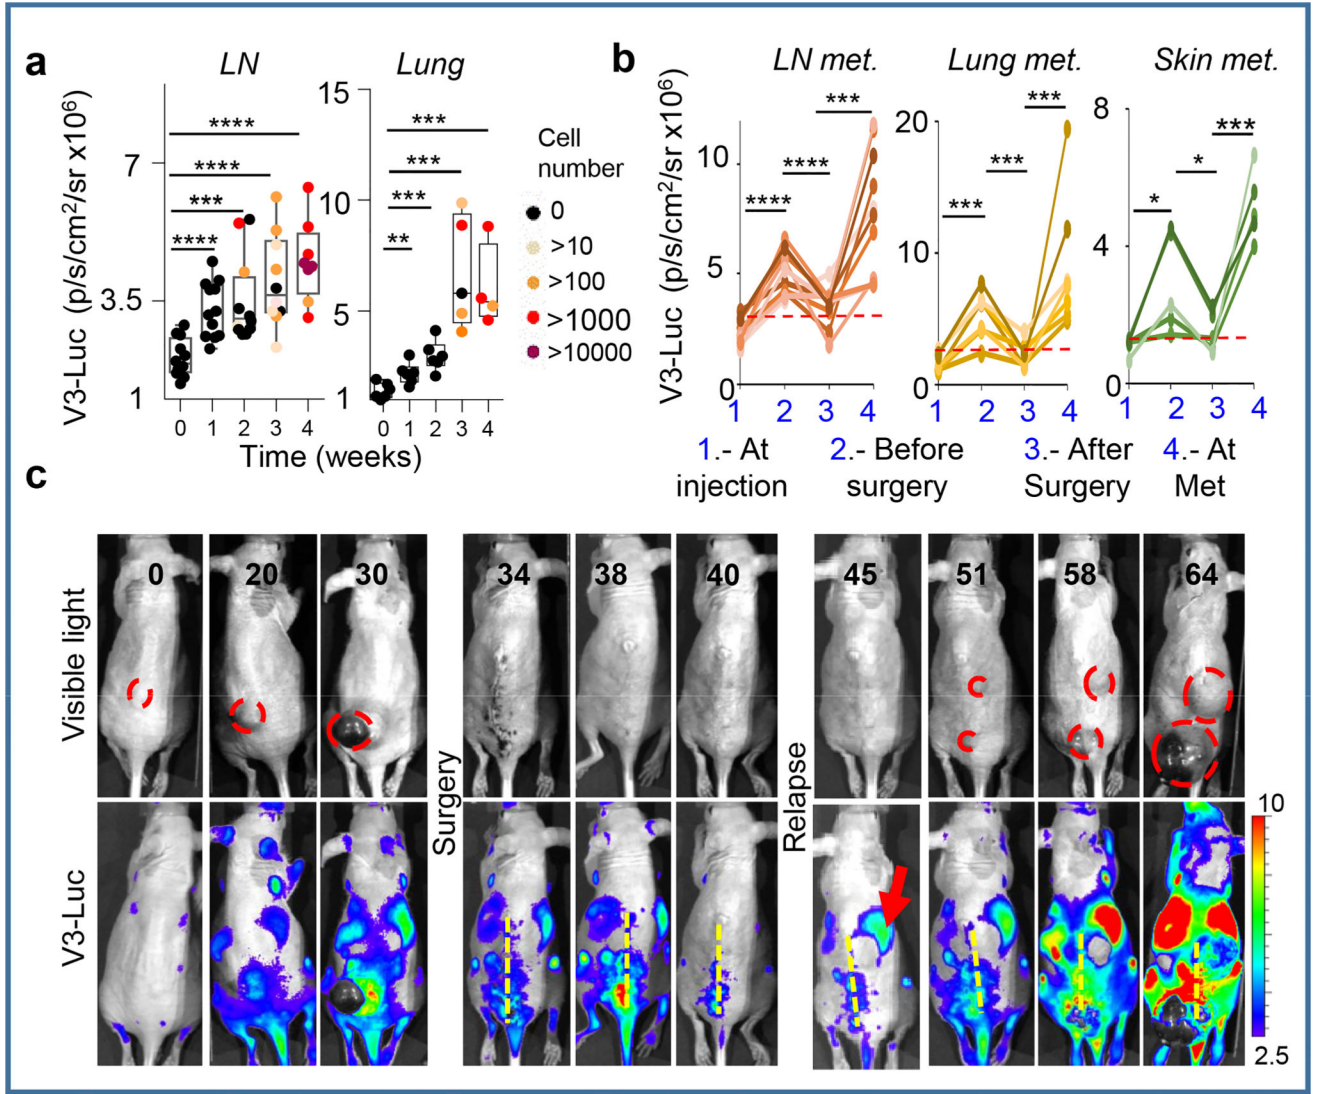 a
LN
Lung
V3-Luc (p/s/cm²/sr x10⁶)
7
3.5
1
****
****
***
****
0 1 2 3 4
15
10
5
1
***
***
***
**
0 1 2 3 4
Time (weeks)
Cell
number
0
>10
>100
>1000
>10000
b
LN met.
Lung met.
Skin met.
V3-Luc (p/s/cm²/sr x10⁶)
10
5
0
***
****
****
1 2 3 4
20
10
0
***
***
***
1 2 3 4
8
4
0
***
*
*
1 2 3 4
1.- At
injection
2.- Before
surgery
3.- After
Surgery
4.- At
Met
c
Visible light
0 20 30
Surgery
34 38 40
Relapse
45 51 58 64
V3-Luc
10
2.5